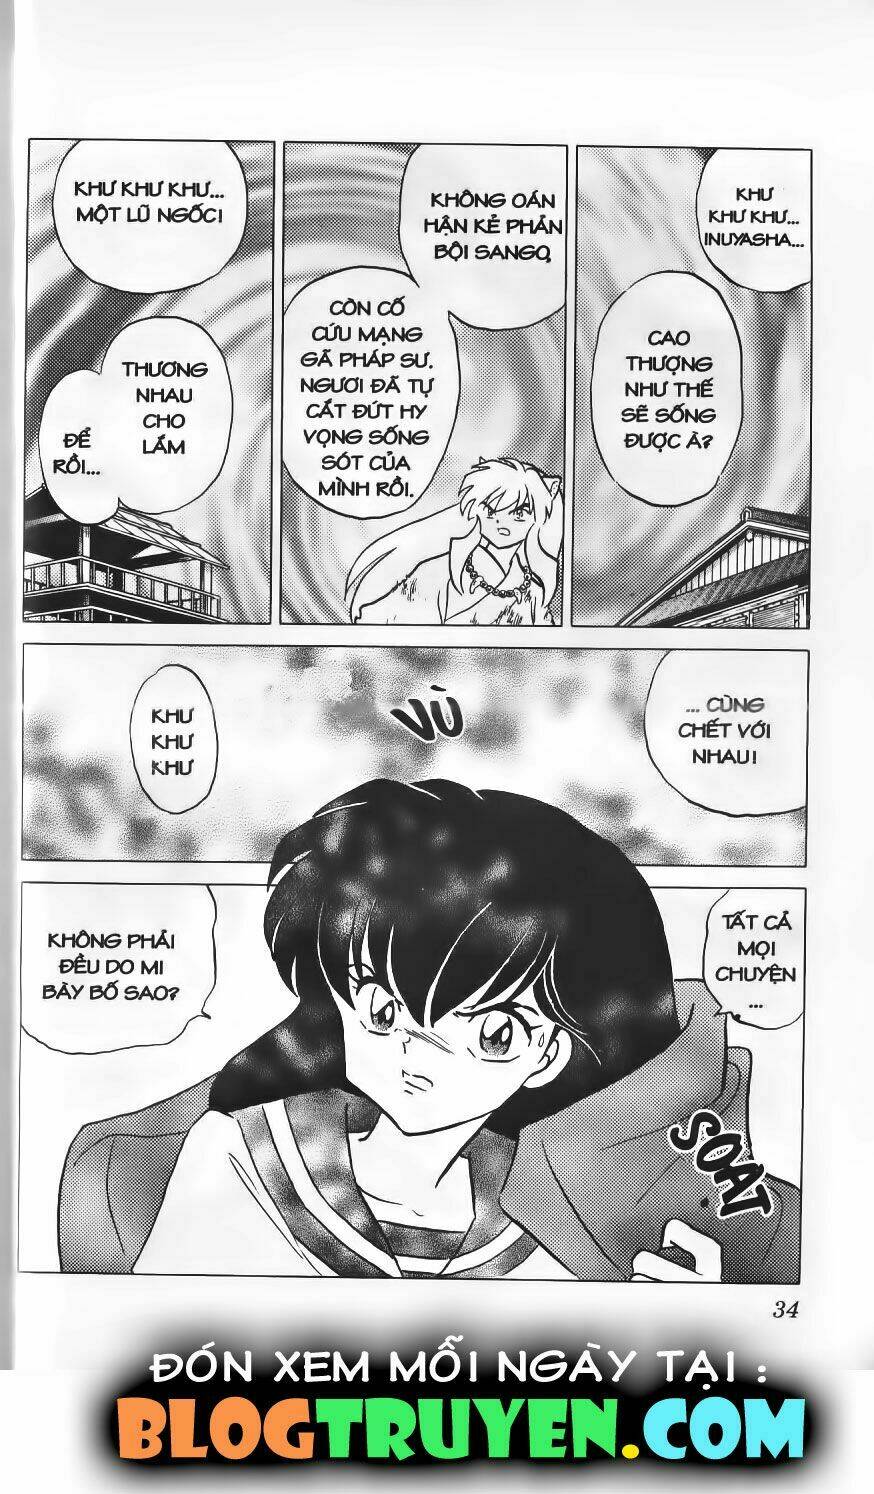 KHƯ
KHƯ KHƯ...
INUYASHA...
CAO
THƯỢNG
NHƯ THẾ
SẼ SỐNG
ĐƯỢC À?
KHÔNG OÁN
HẬN KẺ PHẢN
BỘI SANGO,
CÒN CỐ
CỨU MẠNG
GÃ PHÁP SƯ.
NGƯƠI ĐÃ TỰ
CẮT ĐỨT HY
VỌNG SỐNG
SÓT CỦA
MÌNH RỒI.
KHƯ KHƯ KHƯ...
MỘT LŨ NGỐC!
THƯƠNG
NHAU
CHO
LẮM
ĐỂ
RỒI...
... CÙNG
CHẾT VỚI
NHAU!
VÙ
KHƯ
KHƯ
KHƯ
TẤT CẢ
MỌI
CHUYỆN
...
KHÔNG PHẢI
ĐỀU DO MI
BÀY BỐ SAO?
SOẠT
34
ĐÓN XEM MỖI NGÀY TẠI :
BLOGTRUYEN.COM